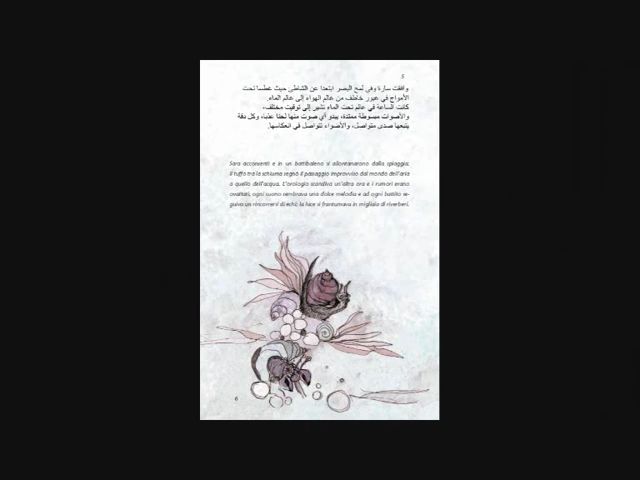 5
وافقت سارة وفي لمح البصر ابتعدا عن الشاطئ حيث غطسا تحت
الأمواج في عبور خاطف من عالم الهواء إلى عالم الماء.
كانت الساعة في عالم تحت الماء تشير إلى توقيت مختلف،
والأصوات مبسوطة ممتدة، يبدو أي صوت منها لحنا عذبا، وكل دقة
يتبعها صدى متواصل، والأضواء تتواصل في انعكاسها.
Sara acconsentì e in un battibaleno si allontanarono dalla spiaggia;
il tuffo tra la schiuma segnò il passaggio improvviso dal mondo dell'aria
a quello dell'acqua. L'orologio scandiva un'altra ora e i rumori erano
ovattati, ogni suono sembrava una dolce melodia e ad ogni battito se-
guiva un rincorrersi di echi; la luce si frantumava in migliaia di riverberi.
6